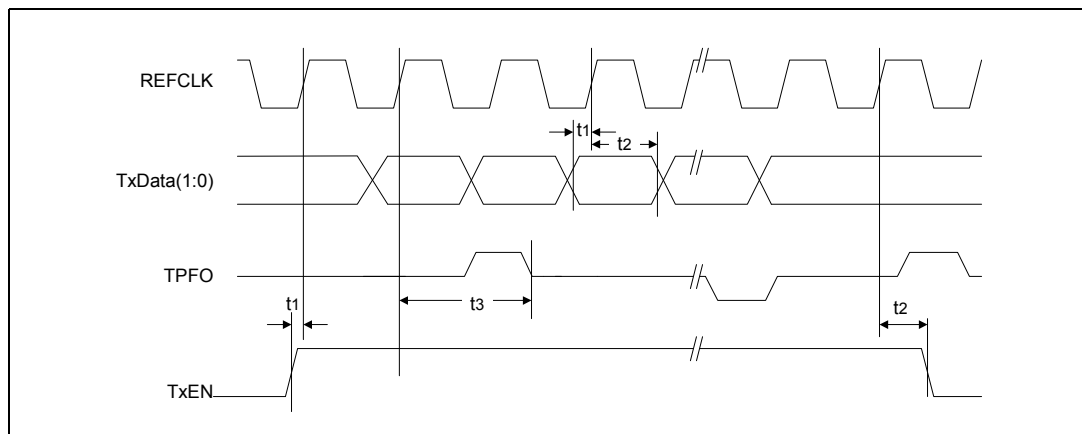 REFCLK
t1
t2
TxData(1:0)
TPFO
t1
t3
t2
TxEN